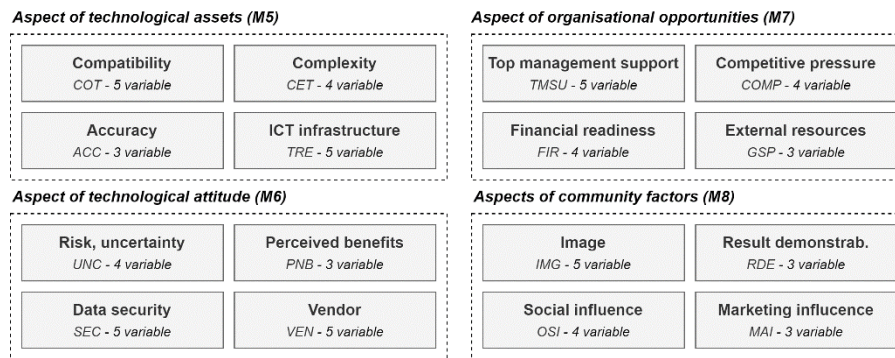 Aspect of technological assets (M5)
Compatibility
COT - 5 variable
Complexity
CET - 4 variable
Accuracy
ACC - 3 variable
ICT infrastructure
TRE - 5 variable
Aspect of organisational opportunities (M7)
Top management support
TMSU - 5 variable
Competitive pressure
COMP - 4 variable
Financial readiness
FIR - 4 variable
External resources
GSP - 3 variable
Aspect of technological attitude (M6)
Risk, uncertainty
UNC - 4 variable
Perceived benefits
PNB - 3 variable
Data security
SEC - 5 variable
Vendor
VEN - 5 variable
Aspects of community factors (M8)
Image
IMG - 5 variable
Result demonstrab.
RDE - 3 variable
Social influence
OSI - 4 variable
Marketing influcence
MAI - 3 variable